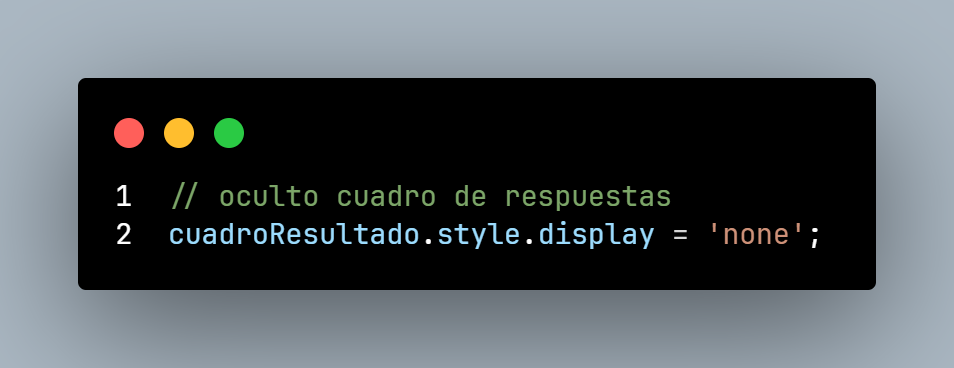 1 // oculto cuadro de respuestas
2 cuadroResultado.style.display = 'none';